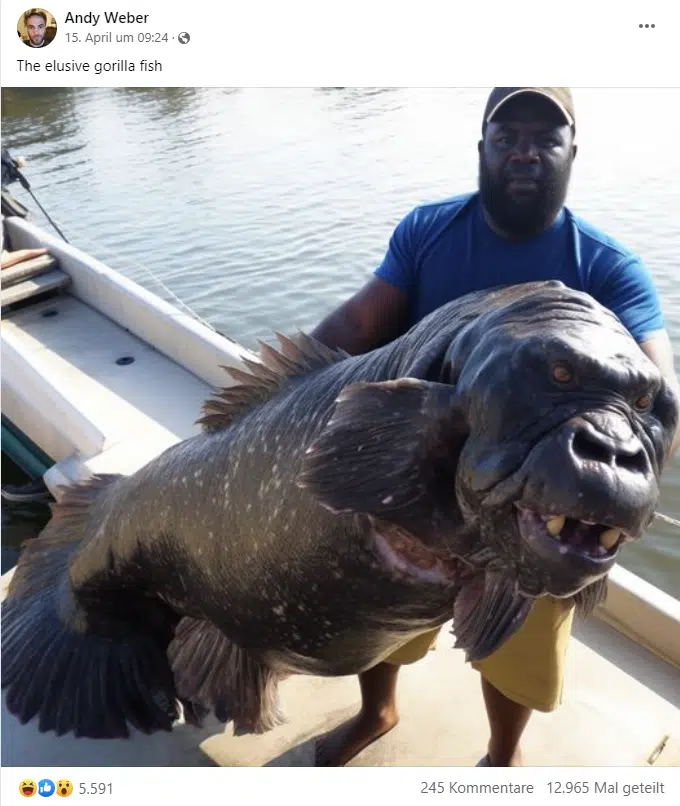 Andy Weber
15. April um 09:24 ·
The elusive gorilla fish
5.591
245 Kommentare 12.965 Mal geteilt